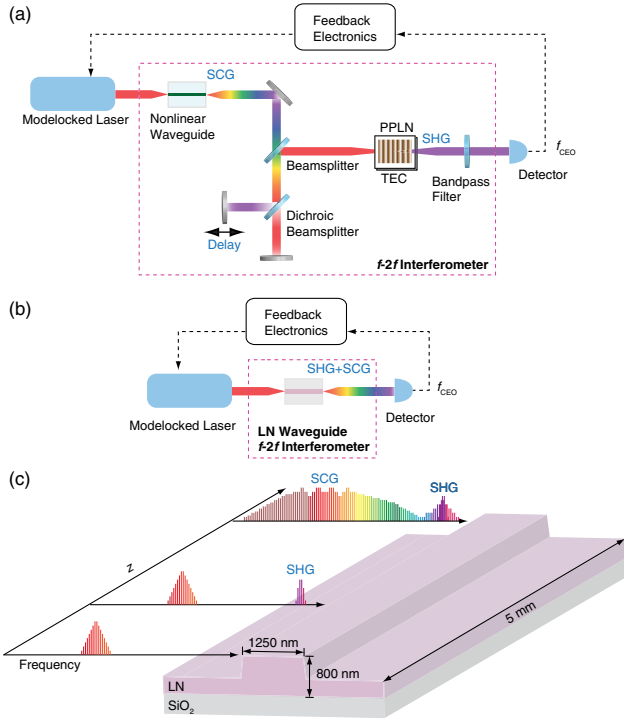 (a)
Feedback
Electronics
SCG
Modelocked Laser
Nonlinear
Waveguide
PPLN
SHG
TEC
Beamsplitter
Bandpass
Filter
Detector
fCEO
Dichroic
Beamsplitter
Delay
f-2f Interferometer
(b)
Feedback
Electronics
SHG+SCG
Modelocked Laser
fCEO
Detector
LN Waveguide
f-2f Interferometer
(c)
SCG
SHG
z
SHG
5 mm
1250 nm
Frequency
800 nm
LN
SiO2